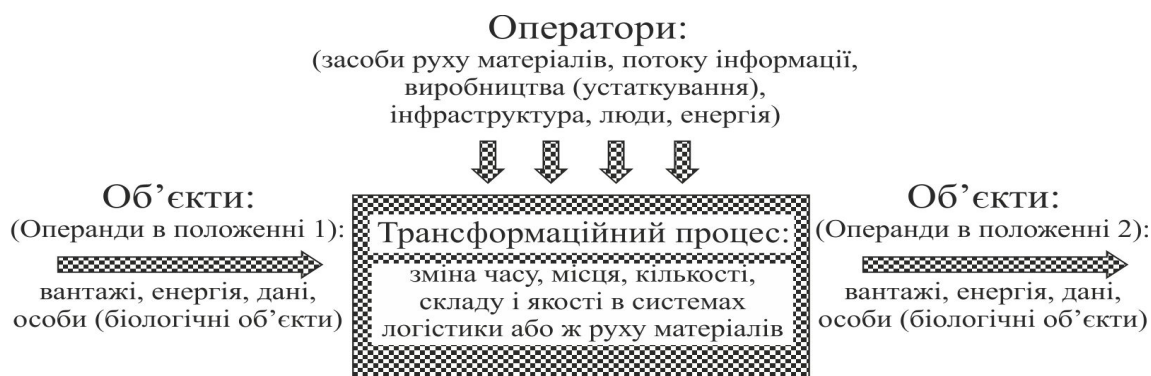 Оператори:
(засоби руху матеріалів, потоку інформації,
виробництва (устаткування),
інфраструктура, люди, енергія)
Об’єкти:
(Операнди в положенні 1):
вантажі, енергія, дані,
особи (біологічні об’єкти)
Трансформаційний процес:
зміна часу, місця, кількості,
складу і якості в системах
логістики або ж руху матеріалів
Об’єкти:
(Операнди в положенні 2):
вантажі, енергія, дані,
особи (біологічні об’єкти)